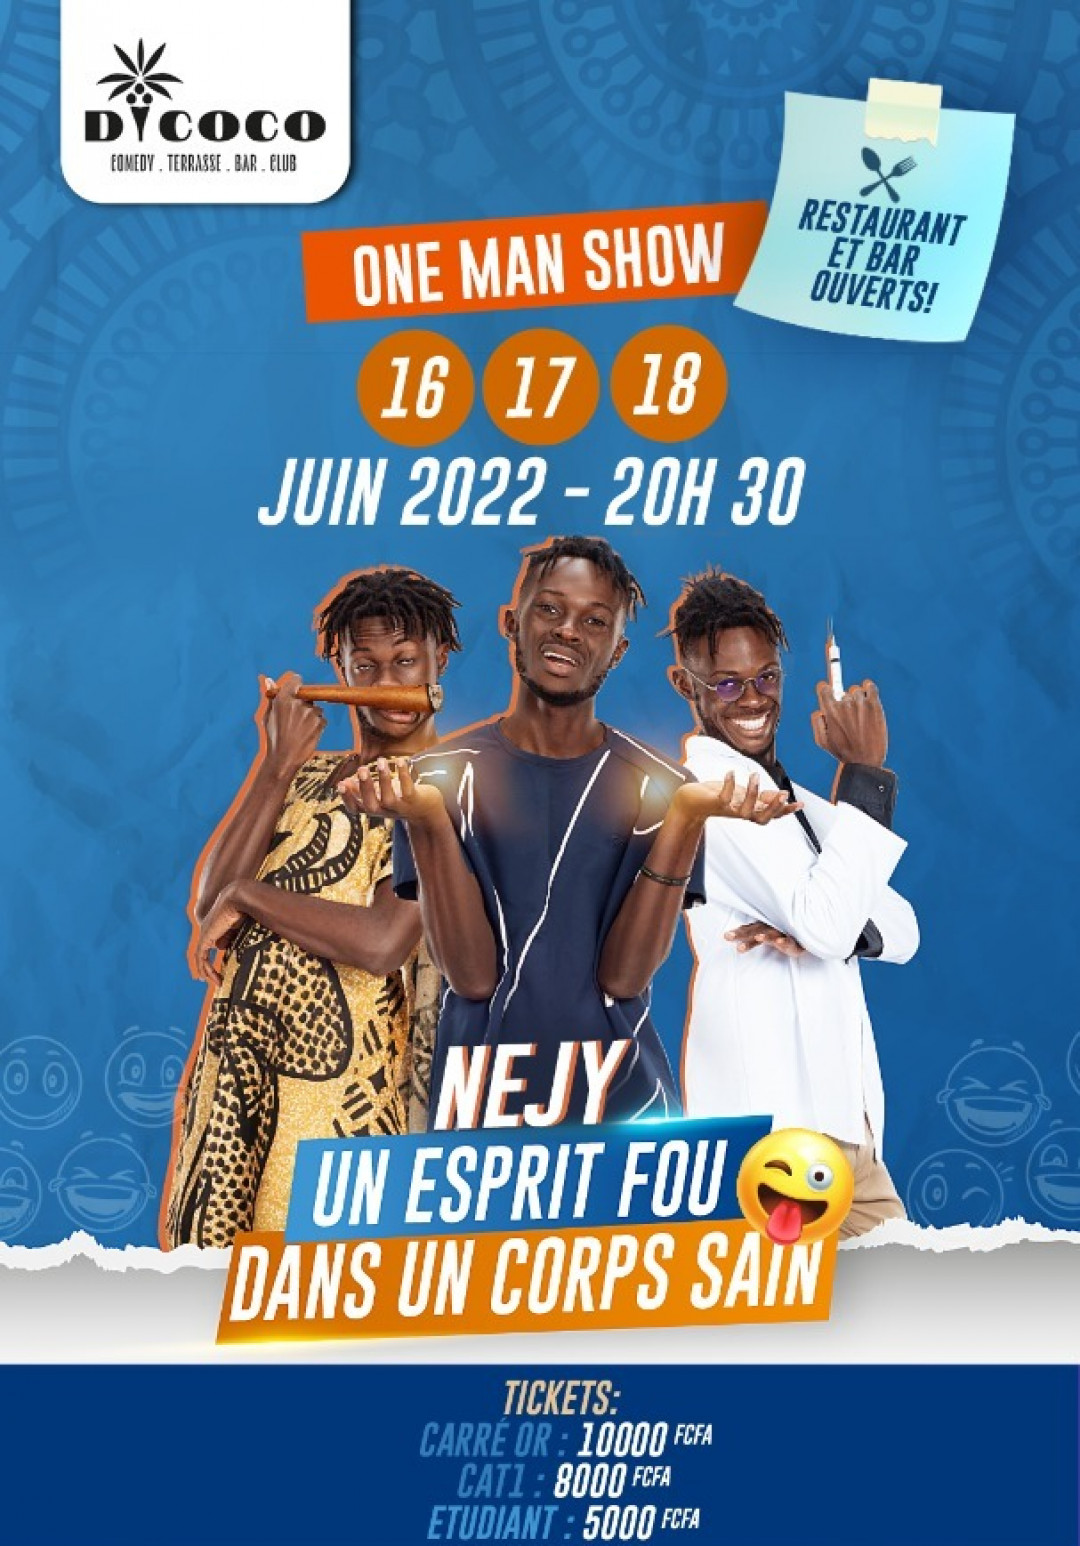 D COCO
COMEDY . TERRASSE . BAR . CLUB
RESTAURANT
ET BAR
OUVERTS!
ONE MAN SHOW
16 17 18
JUIN 2022 - 20H 30
NEJY
UN ESPRIT FOU
DANS UN CORPS SAIN
TICKETS:
CARRÉ OR : 10000 FCFA
CAT1 : 8000 FCFA
ETUDIANT : 5000 FCFA